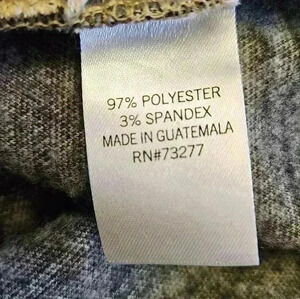 97% POLYESTER
3% SPANDEX
MADE IN GUATEMALA
RN#73277